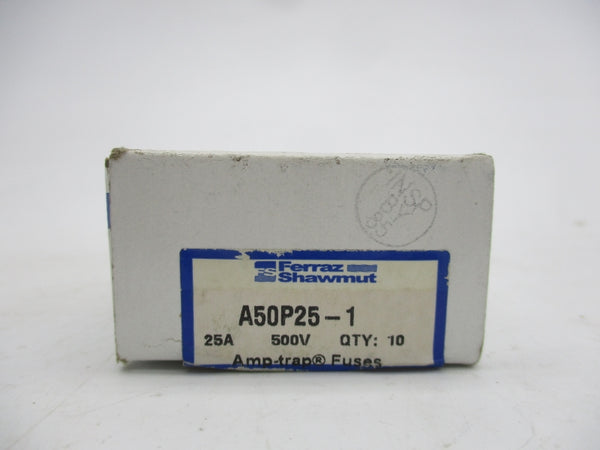 Ferraz
Shawmut
A50P25-1
25A 500V QTY: 10
Amp-trap® Fuses